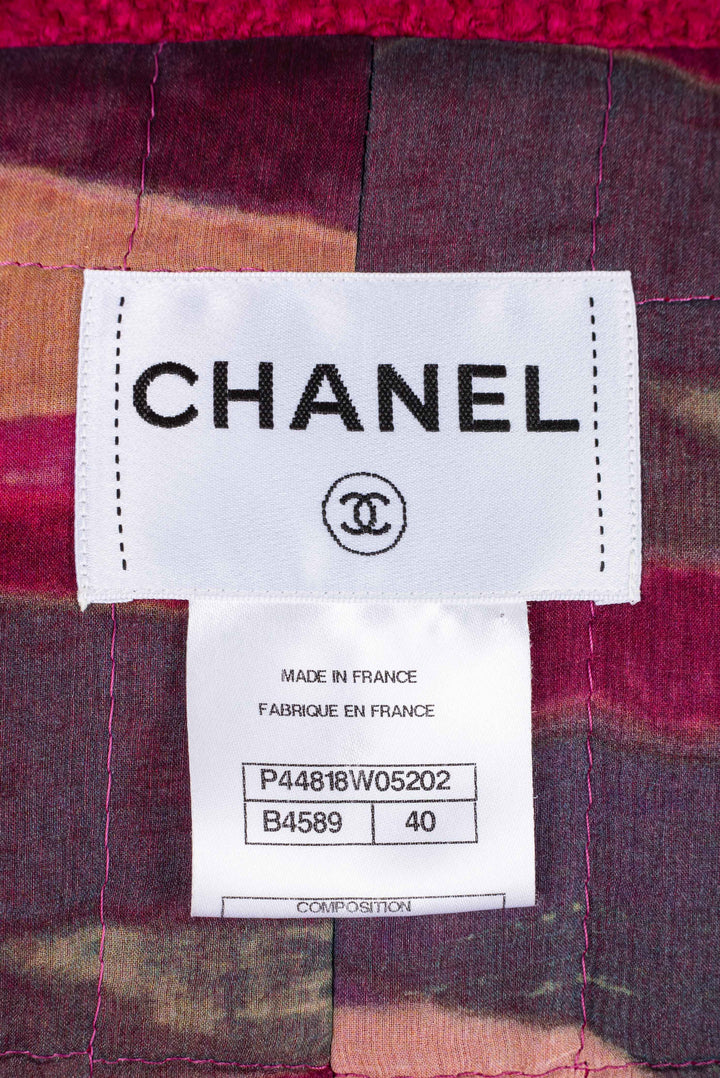 CHANEL
MADE IN FRANCE
FABRIQUE EN FRANCE
P44818W05202
B4589 40
COMPOSITION